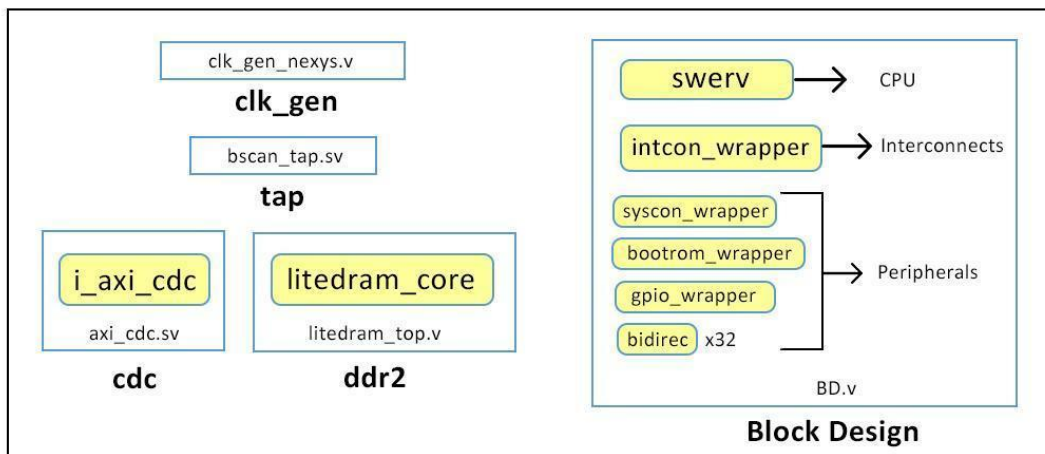 clk_gen_nexys.v
clk_gen
bscan_tap.sv
tap
i_axi_cdc
axi_cdc.sv
cdc
litedram_core
litedram_top.v
ddr2
swerv
CPU
intcon_wrapper
Interconnects
syscon_wrapper
bootrom_wrapper
gpio_wrapper
bidirec x32
Peripherals
BD.v
Block Design